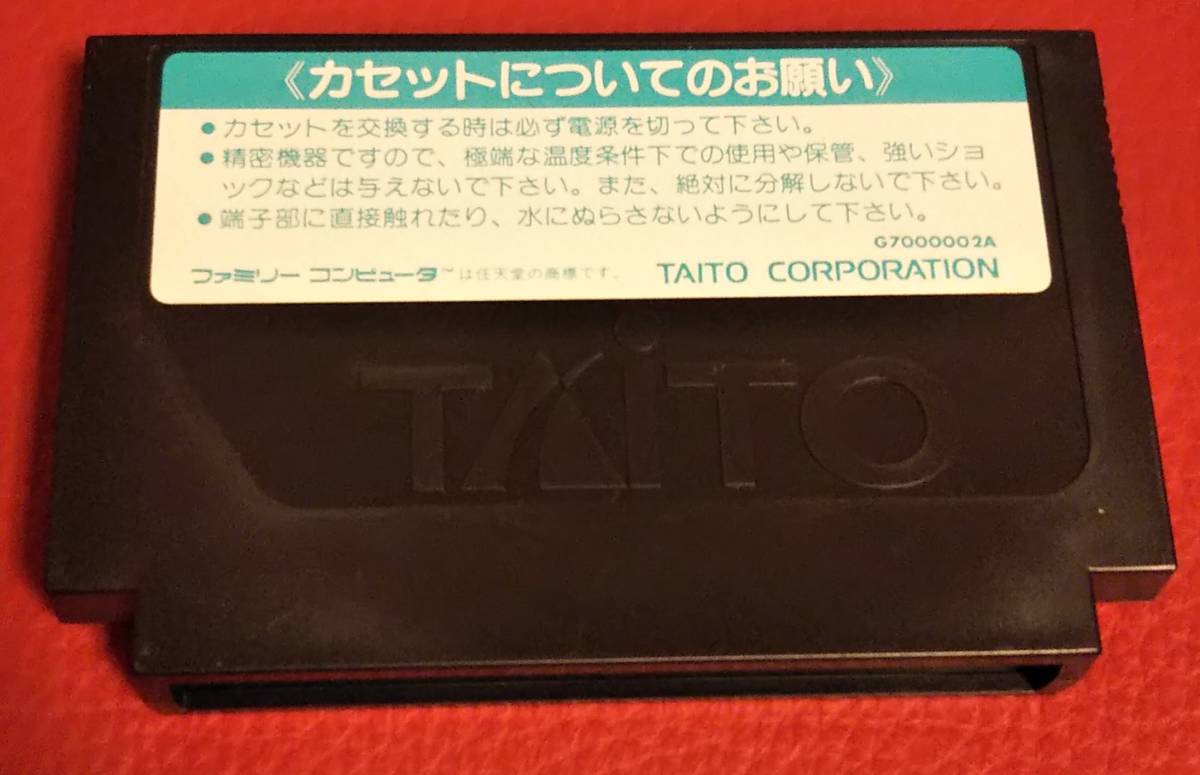 《カセットについてのお願い》
● カセットを交換する時は必ず電源を切って下さい。
● 精密機器ですので、極端な温度条件下での使用や保管、強いショ
ックなどは与えないで下さい。また、絶対に分解しないで下さい。
● 端子部に直接触れたり、水にぬらさないようにして下さい。
G7000002A
ファミリー コンピュータ™は任天堂の商標です。 TAITO CORPORATION
TAiTO